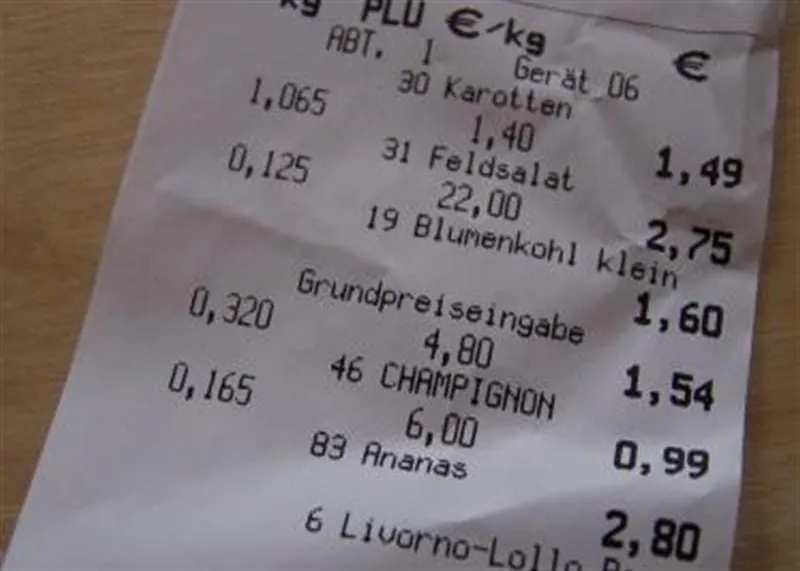 kg PLU €/kg €
ABT. 1 Gerät 06
30 Karotten
1,065 1,40 1,49
31 Feldsalat
0,125 22,00 2,75
19 Blumenkohl klein
1,60
Grundpreiseingabe
0,320 4,80 1,54
46 CHAMPIGNON
0,165 6,00 0,99
83 Ananas
2,80
6 Livorno-Lollo